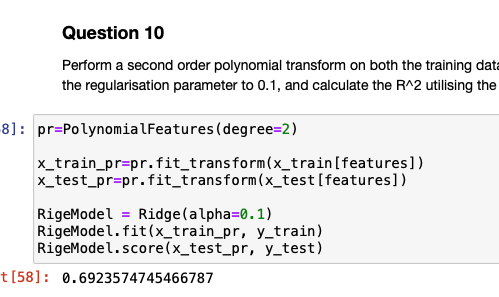 Question 10
Perform a second order polynomial transform on both the training data
the regularisation parameter to 0.1, and calculate the R^2 utilising the
8]: pr=PolynomialFeatures(degree=2)
x_train_pr=pr.fit_transform(x_train[features])
x_test_pr=pr.fit_transform(x_test[features])
RigeModel = Ridge(alpha=0.1)
RigeModel.fit(x_train_pr, y_train)
RigeModel.score(x_test_pr, y_test)
t[58]: 0.6923574745466787